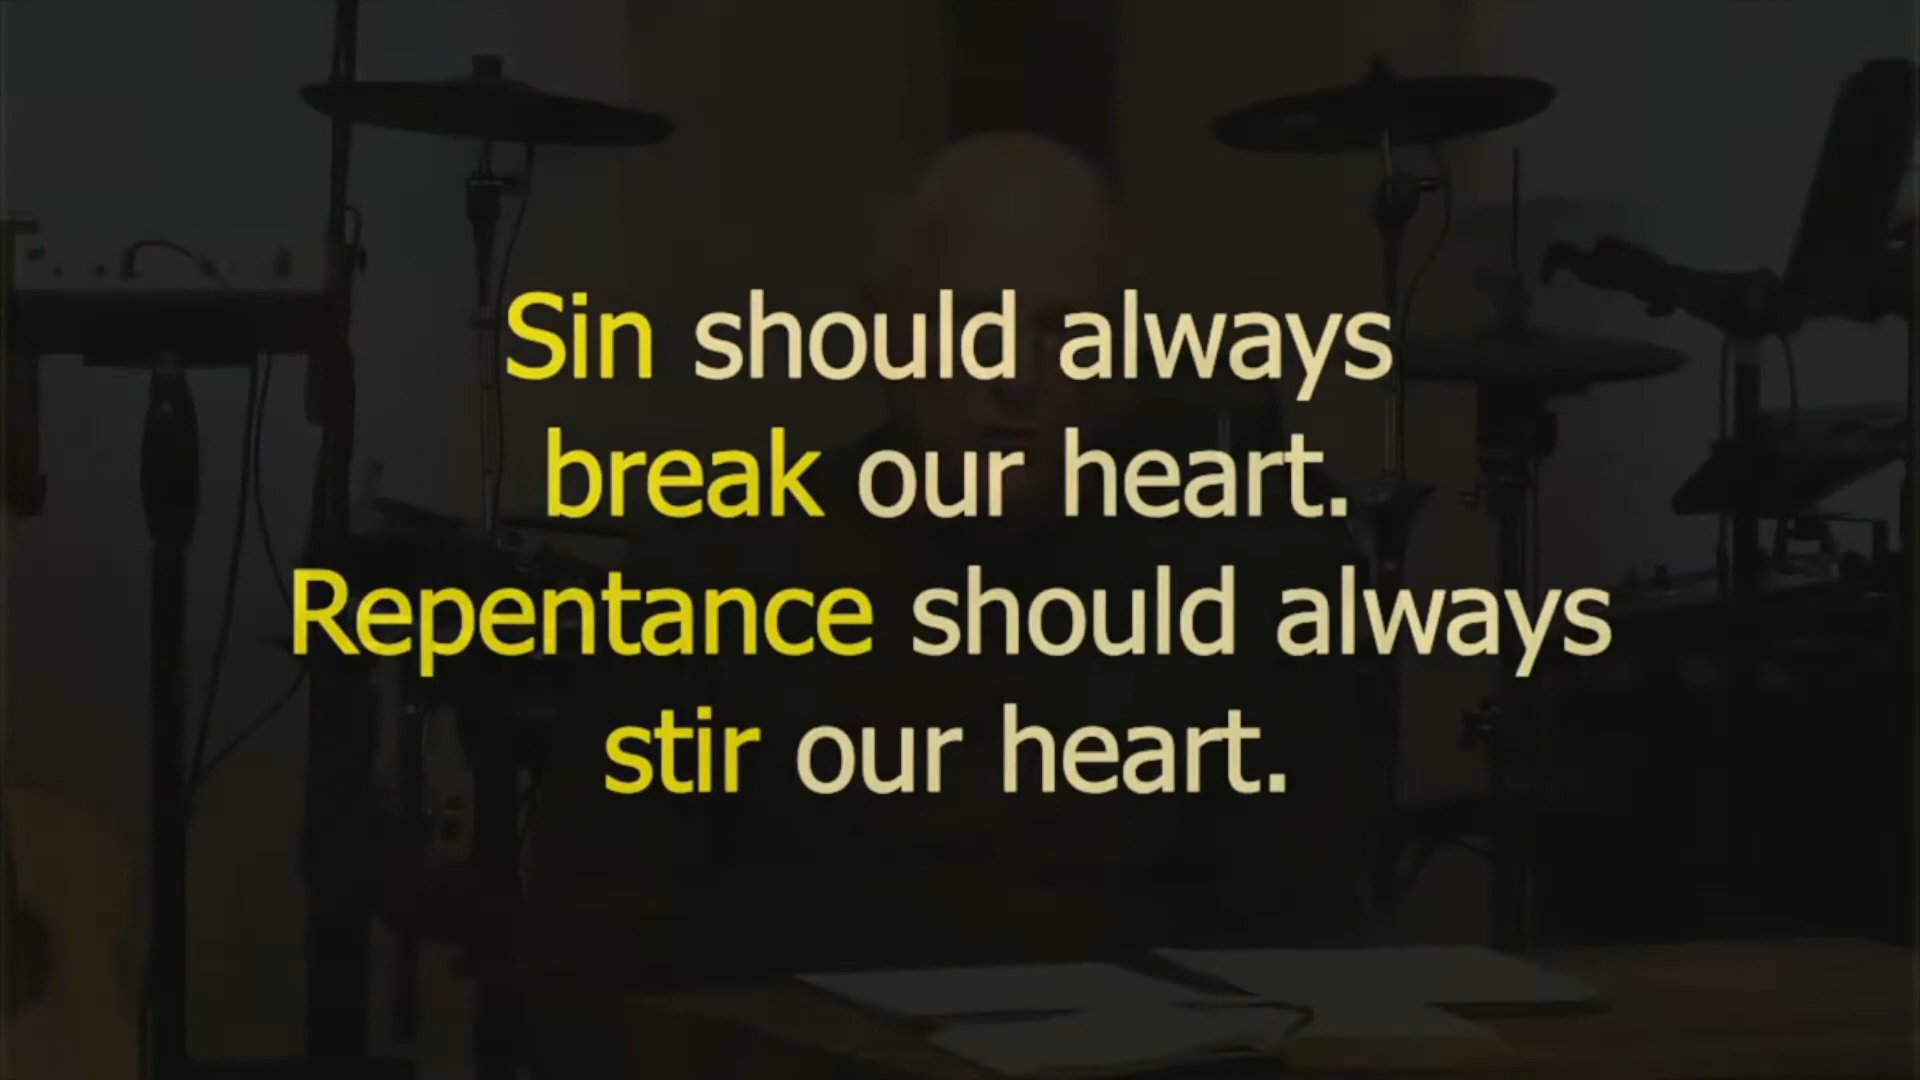 Sin should always
break our heart.
Repentance should always
stir our heart.